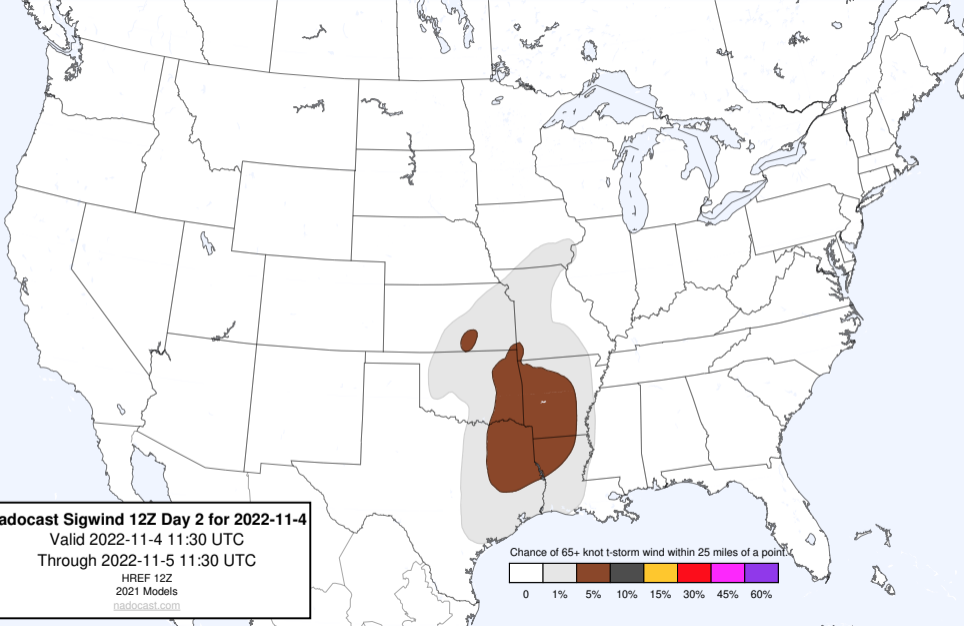 adocast Sigwind 12Z Day 2 for 2022-11-4
Valid 2022-11-4 11:30 UTC
Through 2022-11-5 11:30 UTC
HREF 12Z
2021 Models
nadocast.com
Chance of 65+ knot t-storm wind within 25 miles of a point.
0 1% 5% 10% 15% 30% 45% 60%